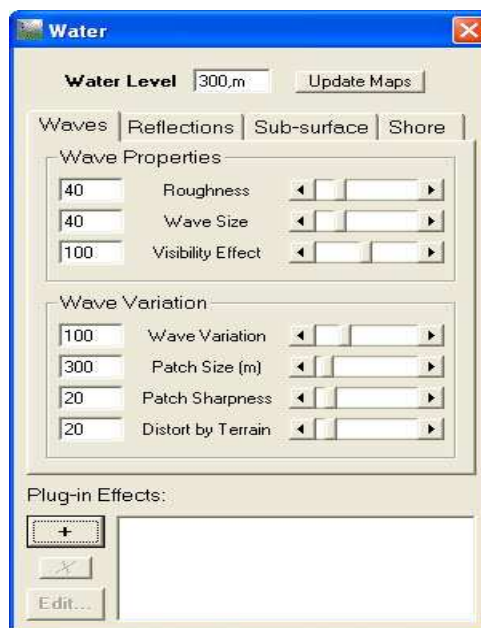 Water
Water Level 300,m Update Maps
Waves Reflections Sub-surface Shore
Wave Properties
40 Roughness
40 Wave Size
100 Visibility Effect
Wave Variation
100 Wave Variation
300 Patch Size (m)
20 Patch Sharpness
20 Distort by Terrain
Plug-in Effects:
+
X
Edit...